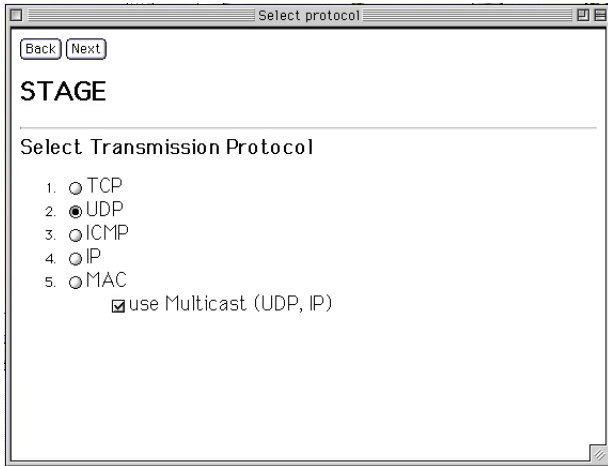 Select protocol
Back Next
STAGE
Select Transmission Protocol
1. TCP
2. UDP
3. ICMP
4. IP
5. MAC
use Multicast (UDP, IP)